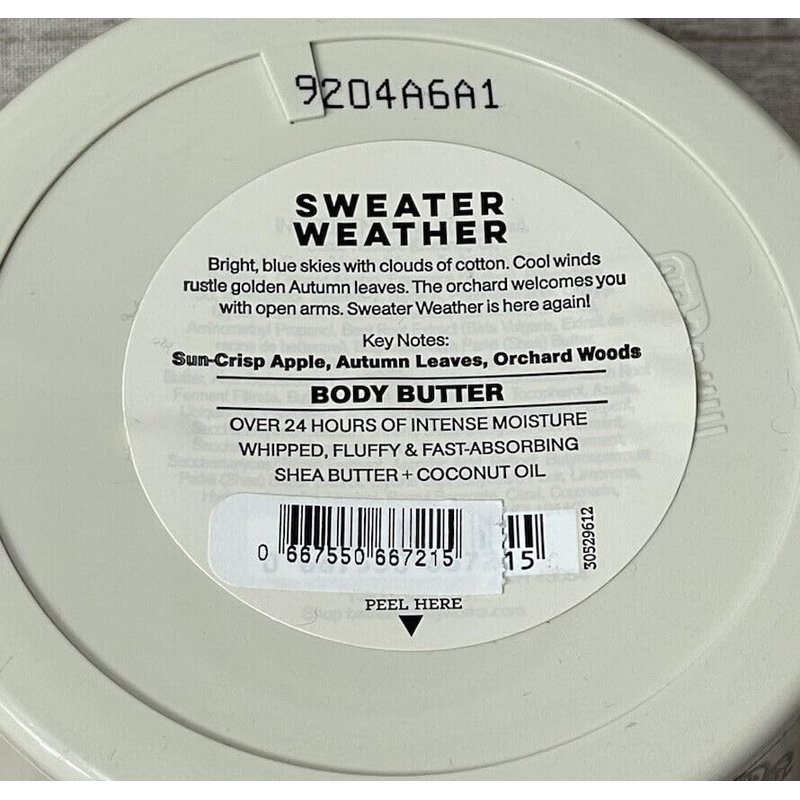 9204A6A1
SWEATER
WEATHER
Bright, blue skies with clouds of cotton. Cool winds
rustle golden Autumn leaves. The orchard welcomes you
with open arms. Sweater Weather is here again!
Key Notes:
Sun-Crisp Apple, Autumn Leaves, Orchard Woods
BODY BUTTER
OVER 24 HOURS OF INTENSE MOISTURE
WHIPPED, FLUFFY & FAST-ABSORBING
SHEA BUTTER + COCONUT OIL
0 667550 667215
15
30529612
PEEL HERE